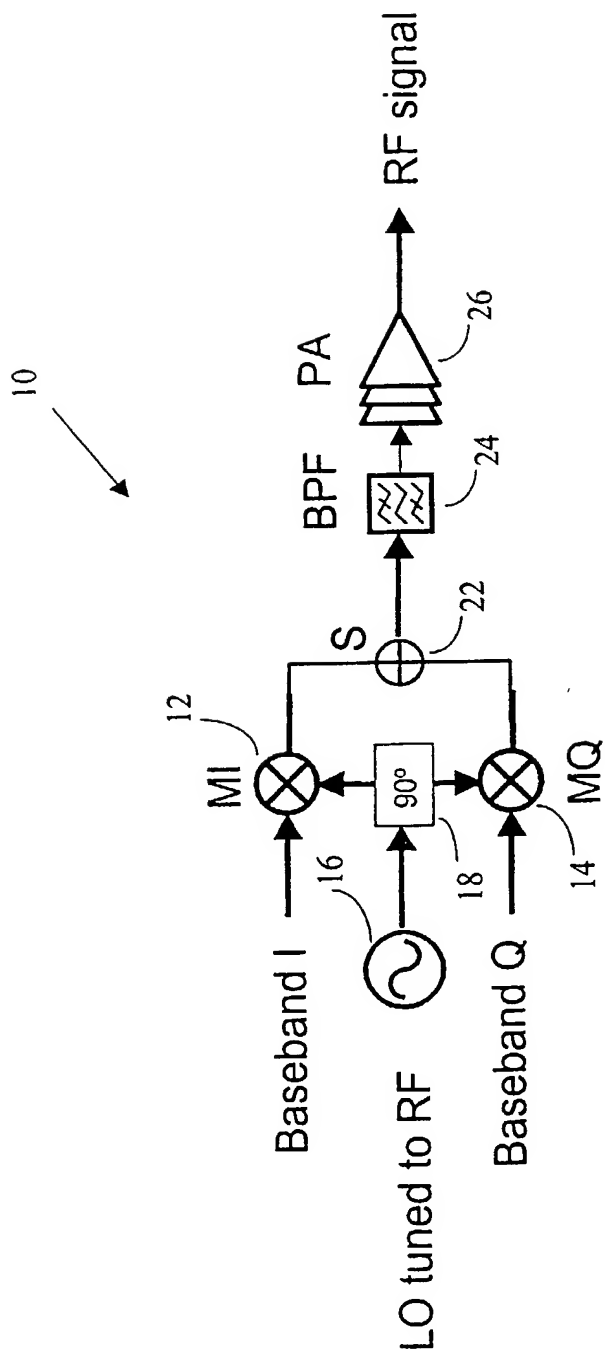 10
Baseband I
MI
12
16
LO tuned to RF
90°
18
S
22
BPF
24
PA
26
RF signal
Baseband Q
14
MQ